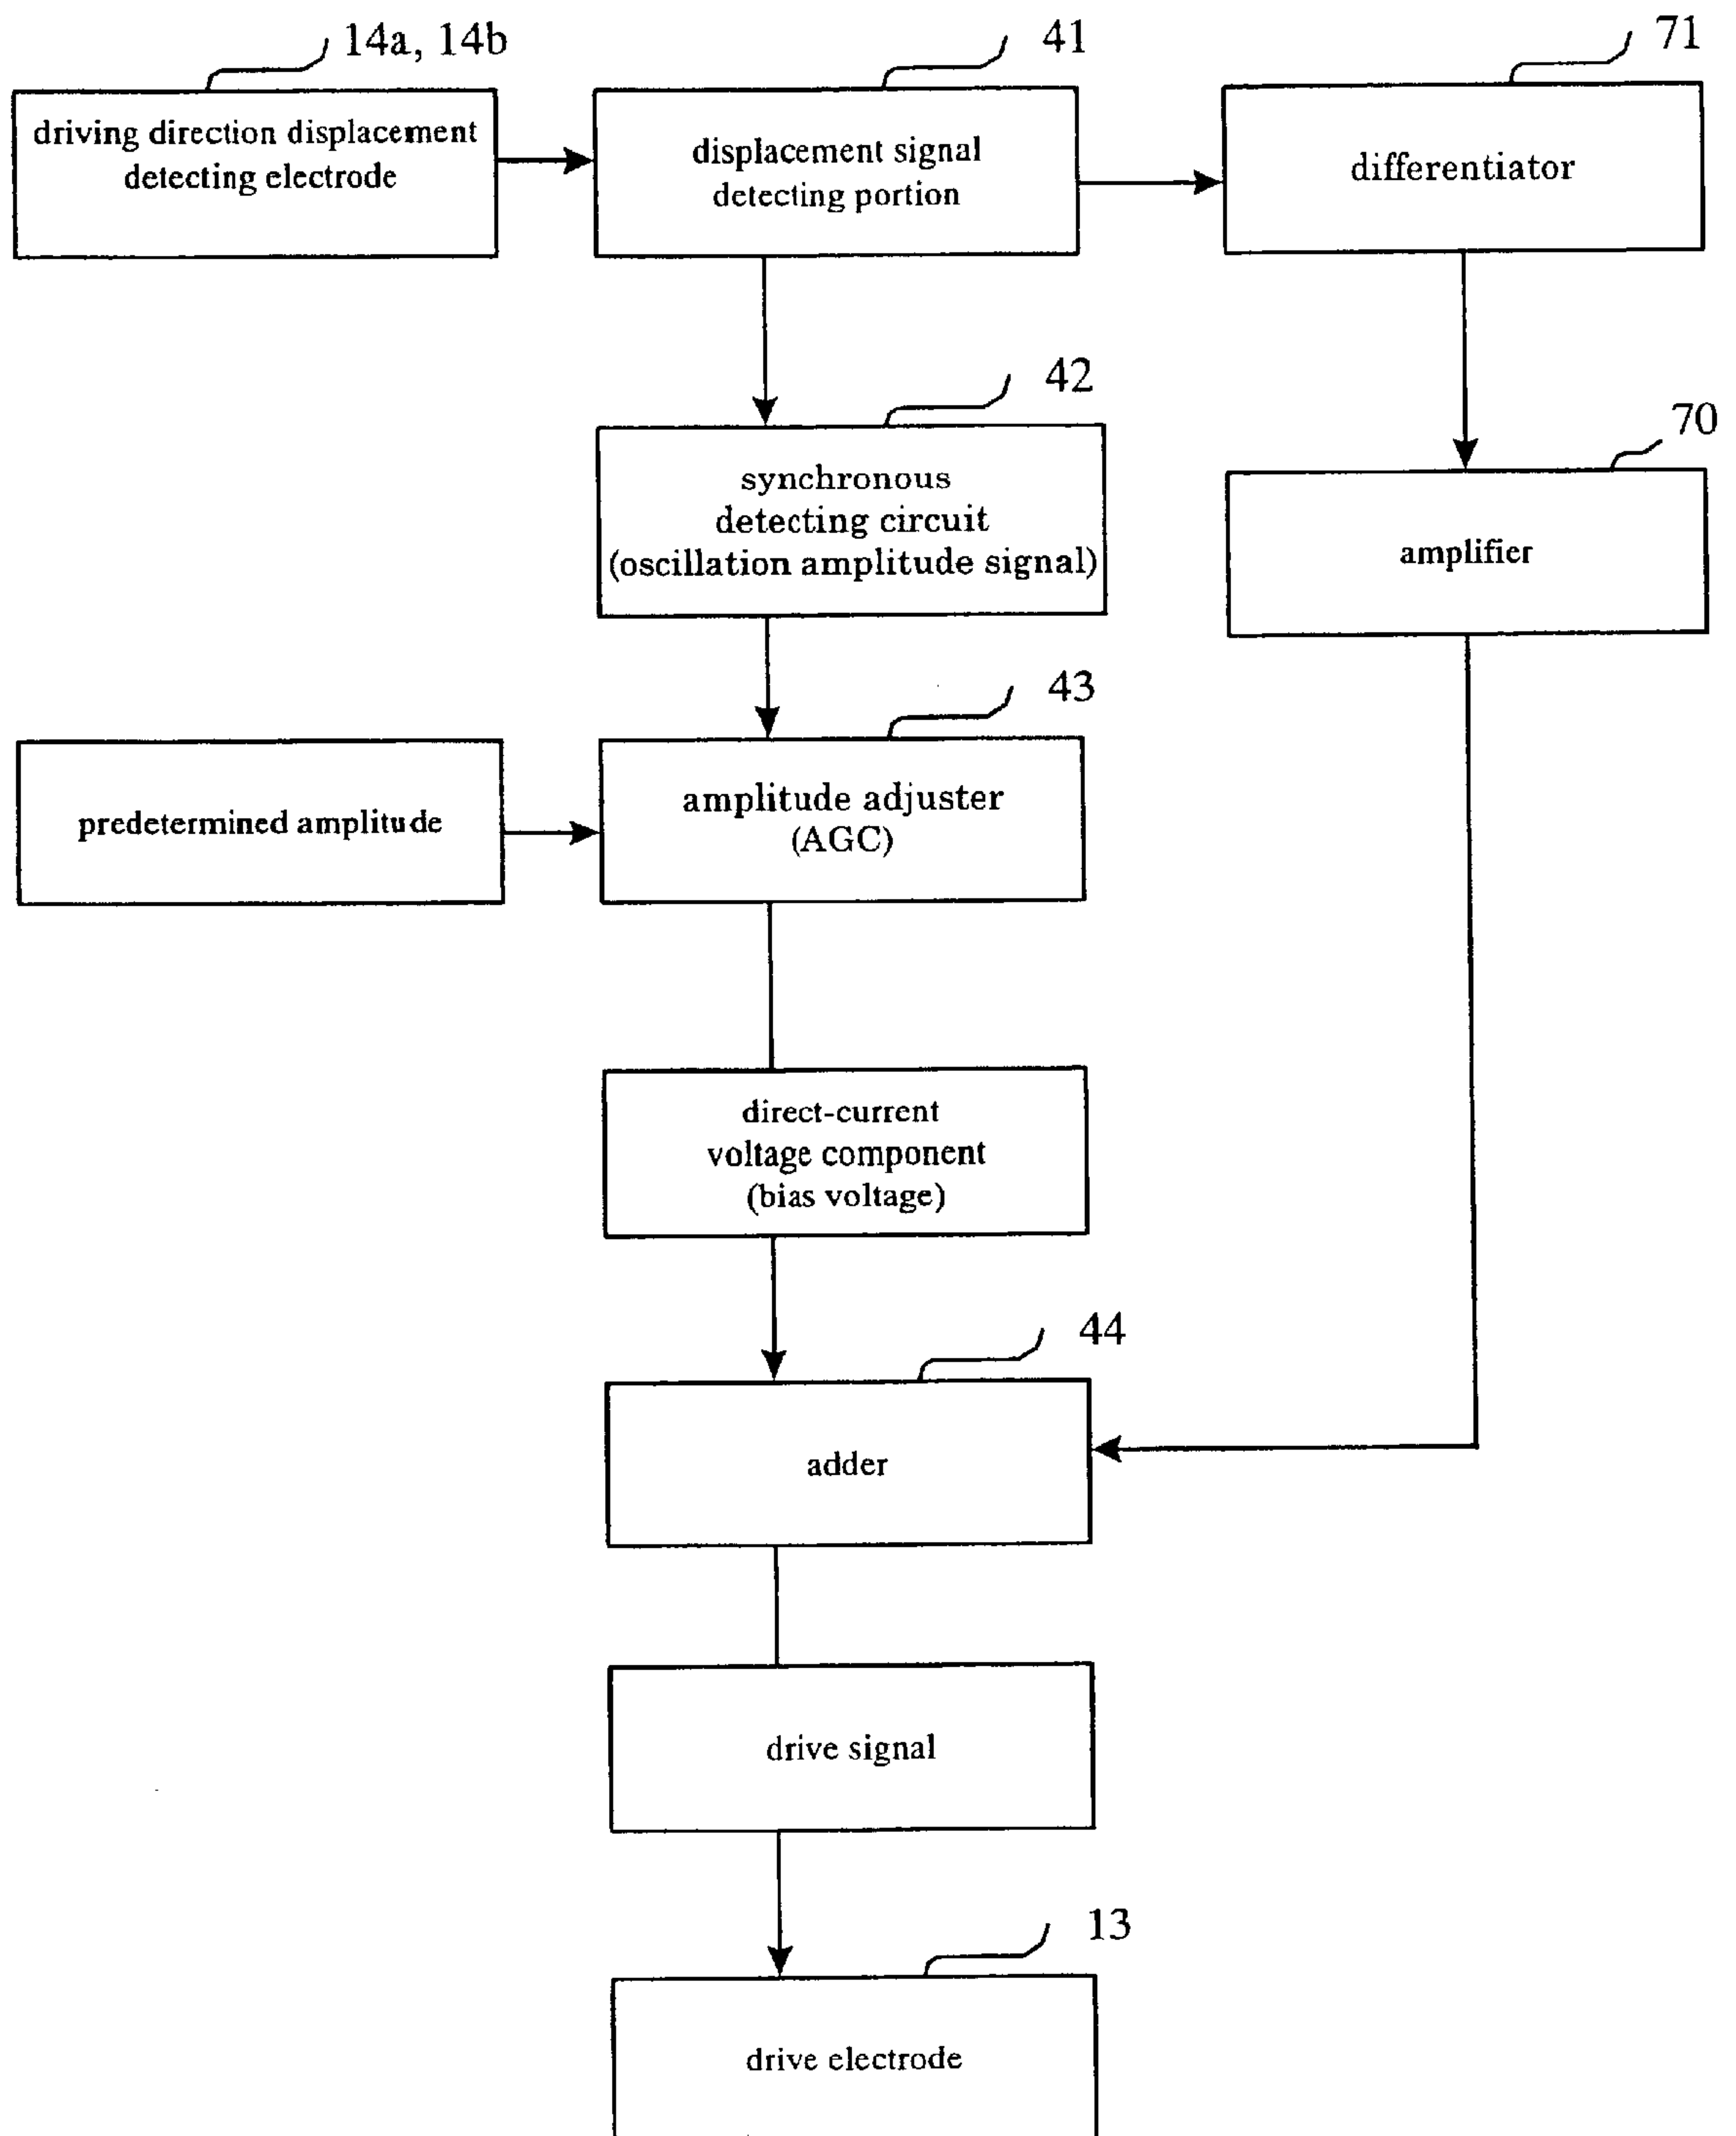 14a, 14b
41
71
driving direction displacement
detecting electrode
displacement signal
detecting portion
differentiator
42
70
synchronous
detecting circuit
(oscillation amplitude signal)
amplifier
43
predetermined amplitude
amplitude adjuster
(AGC)
direct-current
voltage component
(bias voltage)
44
adder
drive signal
13
drive electrode